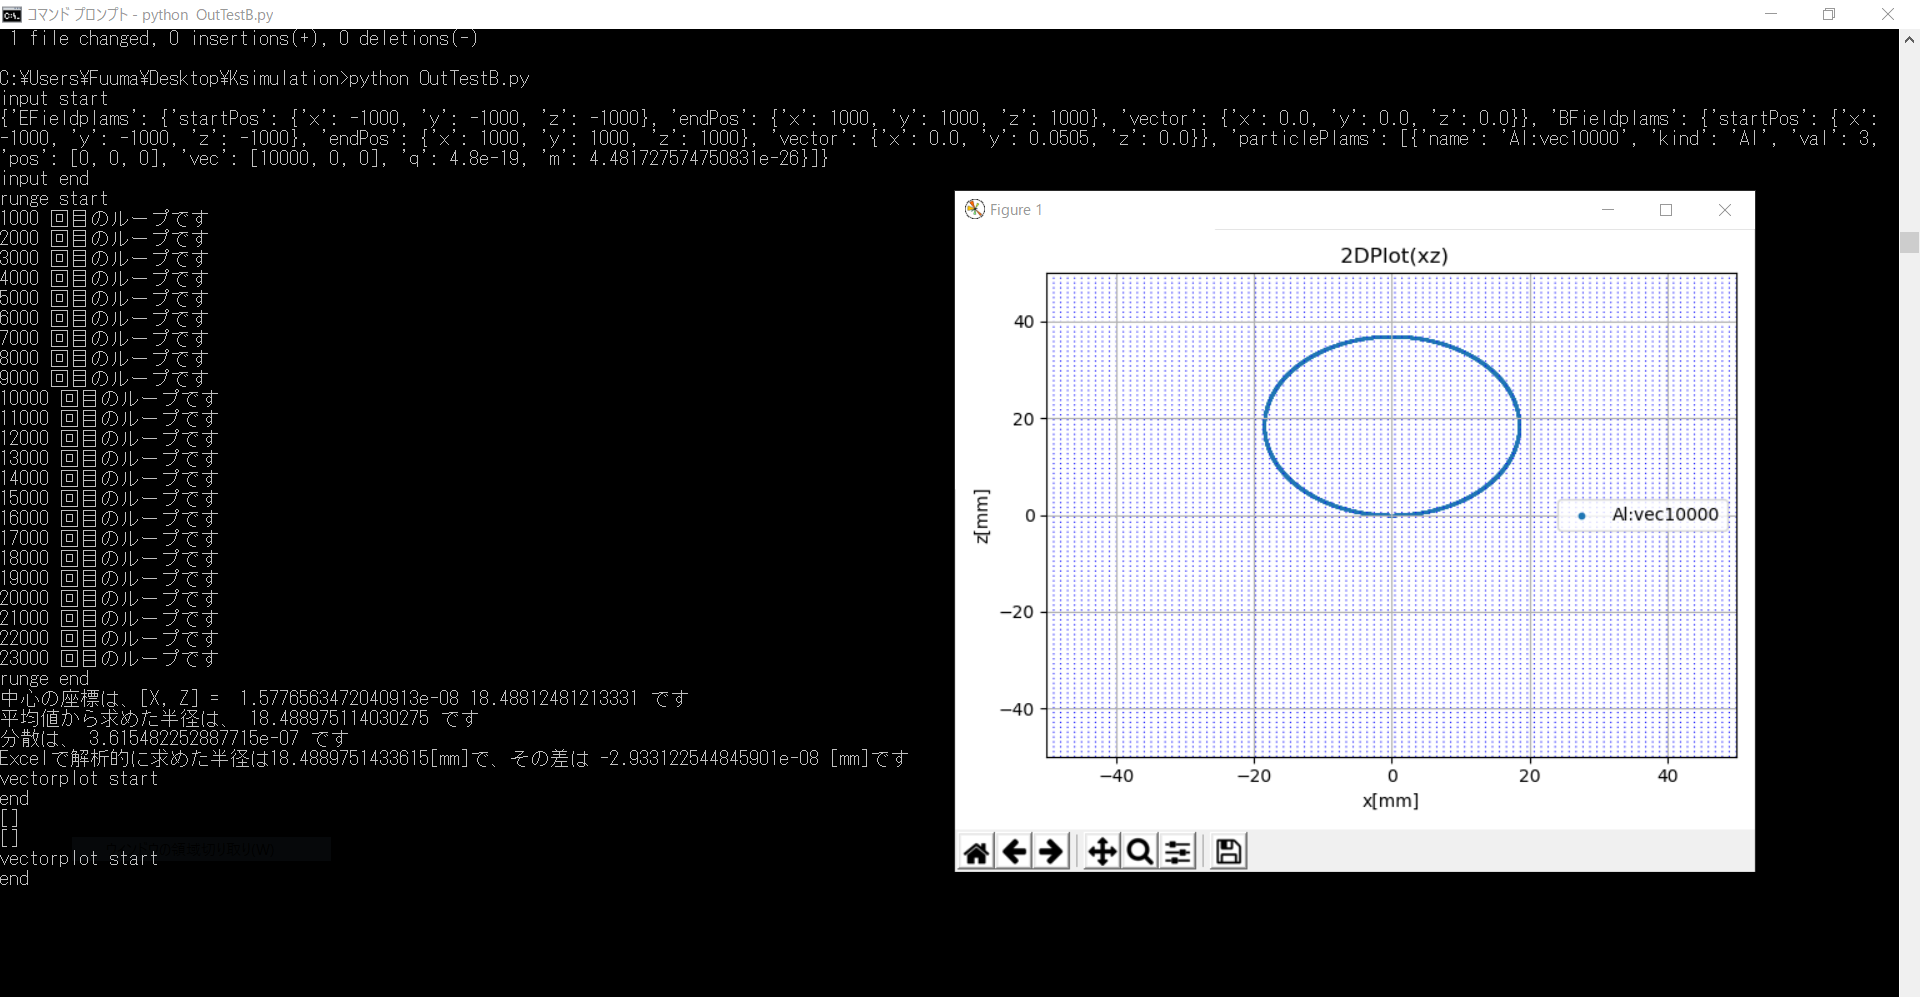 コマンド プロンプト - python  OutTestB.py
1 file changed, 0 insertions(+), 0 deletions(-)
C:¥Users¥Fuuma¥Desktop¥Ksimulation>python OutTestB.py
input start
{'EFieldplams': {'startPos': {'x': -1000, 'y': -1000, 'z': -1000}, 'endPos': {'x': 1000, 'y': 1000, 'z': 1000}, 'vector': {'x': 0.0, 'y': 0.0, 'z': 0.0}}, 'BFieldplams': {'startPos': {'x':
-1000, 'y': -1000, 'z': -1000}, 'endPos': {'x': 1000, 'y': 1000, 'z': 1000}, 'vector': {'x': 0.0, 'y': 0.0505, 'z': 0.0}}, 'particlePlams': [{'name': 'Al:vec10000', 'kind': 'Al', 'val': 3,
'pos': [0, 0, 0], 'vec': [10000, 0, 0], 'q': 4.8e-19, 'm': 4.481727574750831e-26}]}
input end
runge start
1000 回目のループです
2000 回目のループです
3000 回目のループです
4000 回目のループです
5000 回目のループです
6000 回目のループです
7000 回目のループです
8000 回目のループです
9000 回目のループです
10000 回目のループです
11000 回目のループです
12000 回目のループです
13000 回目のループです
14000 回目のループです
15000 回目のループです
16000 回目のループです
17000 回目のループです
18000 回目のループです
19000 回目のループです
20000 回目のループです
21000 回目のループです
22000 回目のループです
23000 回目のループです
runge end
中心の座標は、[X, Z] =  1.5776563472040913e-08 18.48812481213331 です
平均値から求めた半径は、 18.488975114030275 です
分散は、 3.615482252887715e-07 です
Excelで解析的に求めた半径は18.4889751433615[mm]で、その差は -2.933122544845901e-08 [mm]です
vectorplot start
end
[]
[]
vectorplot start
end
Figure 1
2DPlot(xz)
40
20
0
−20
−40
z[mm]
Al:vec10000
−40
−20
0
20
40
x[mm]